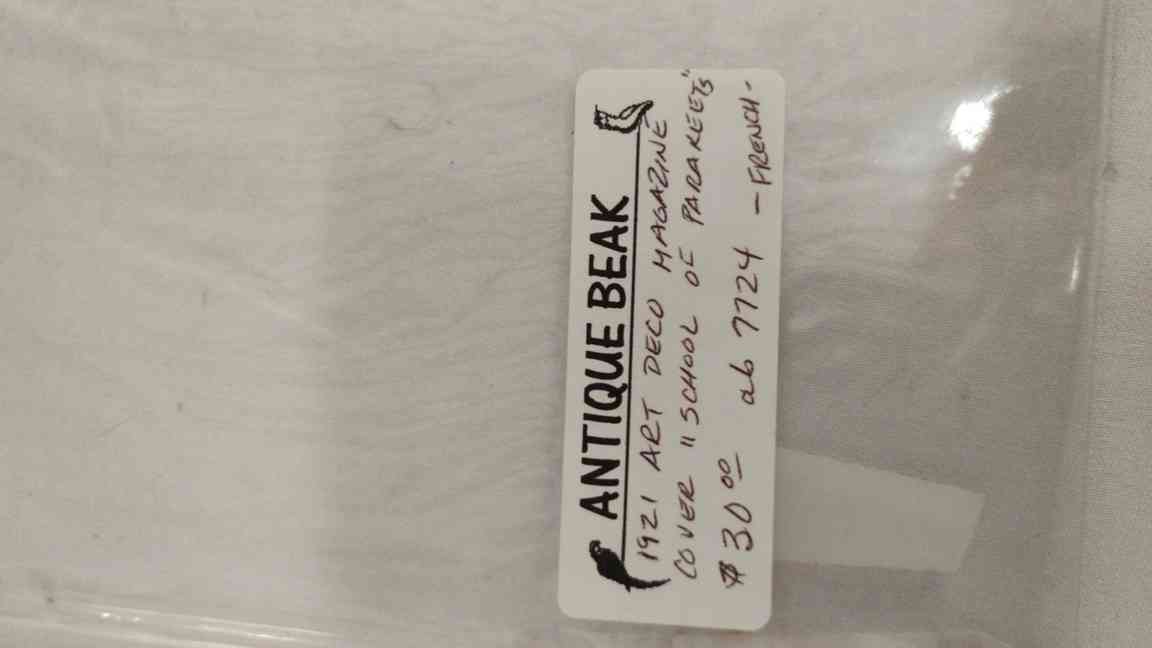 ANTIQUE BEAK
1921 ART DECO MAGAZINE
COVER "SCHOOL OF PARAKEETS"
$30.00 ab 7724 - FRENCH -